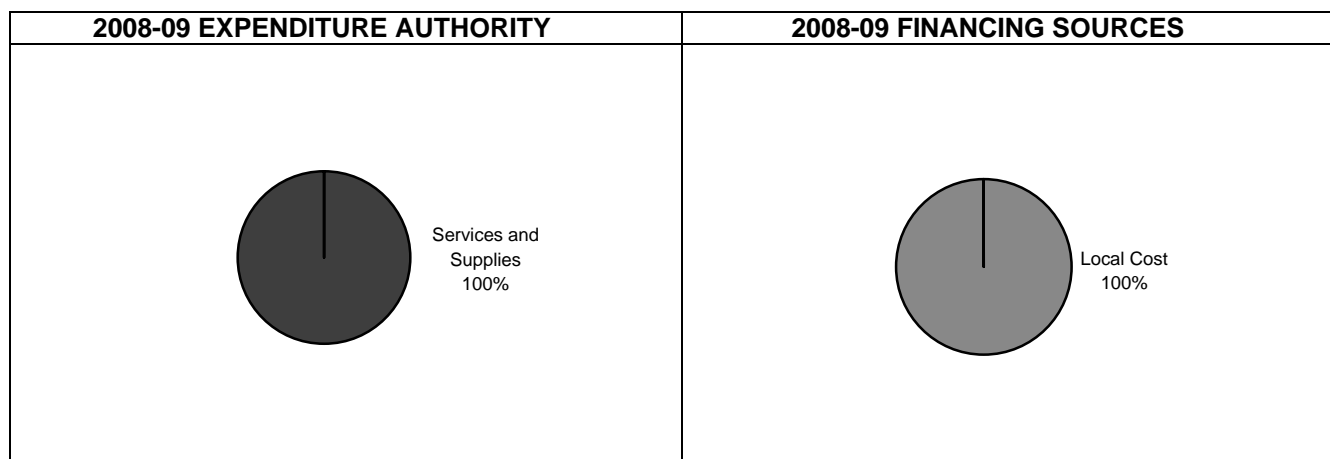 2008-09 EXPENDITURE AUTHORITY
2008-09 FINANCING SOURCES
Services and
Supplies
100%
Local Cost
100%